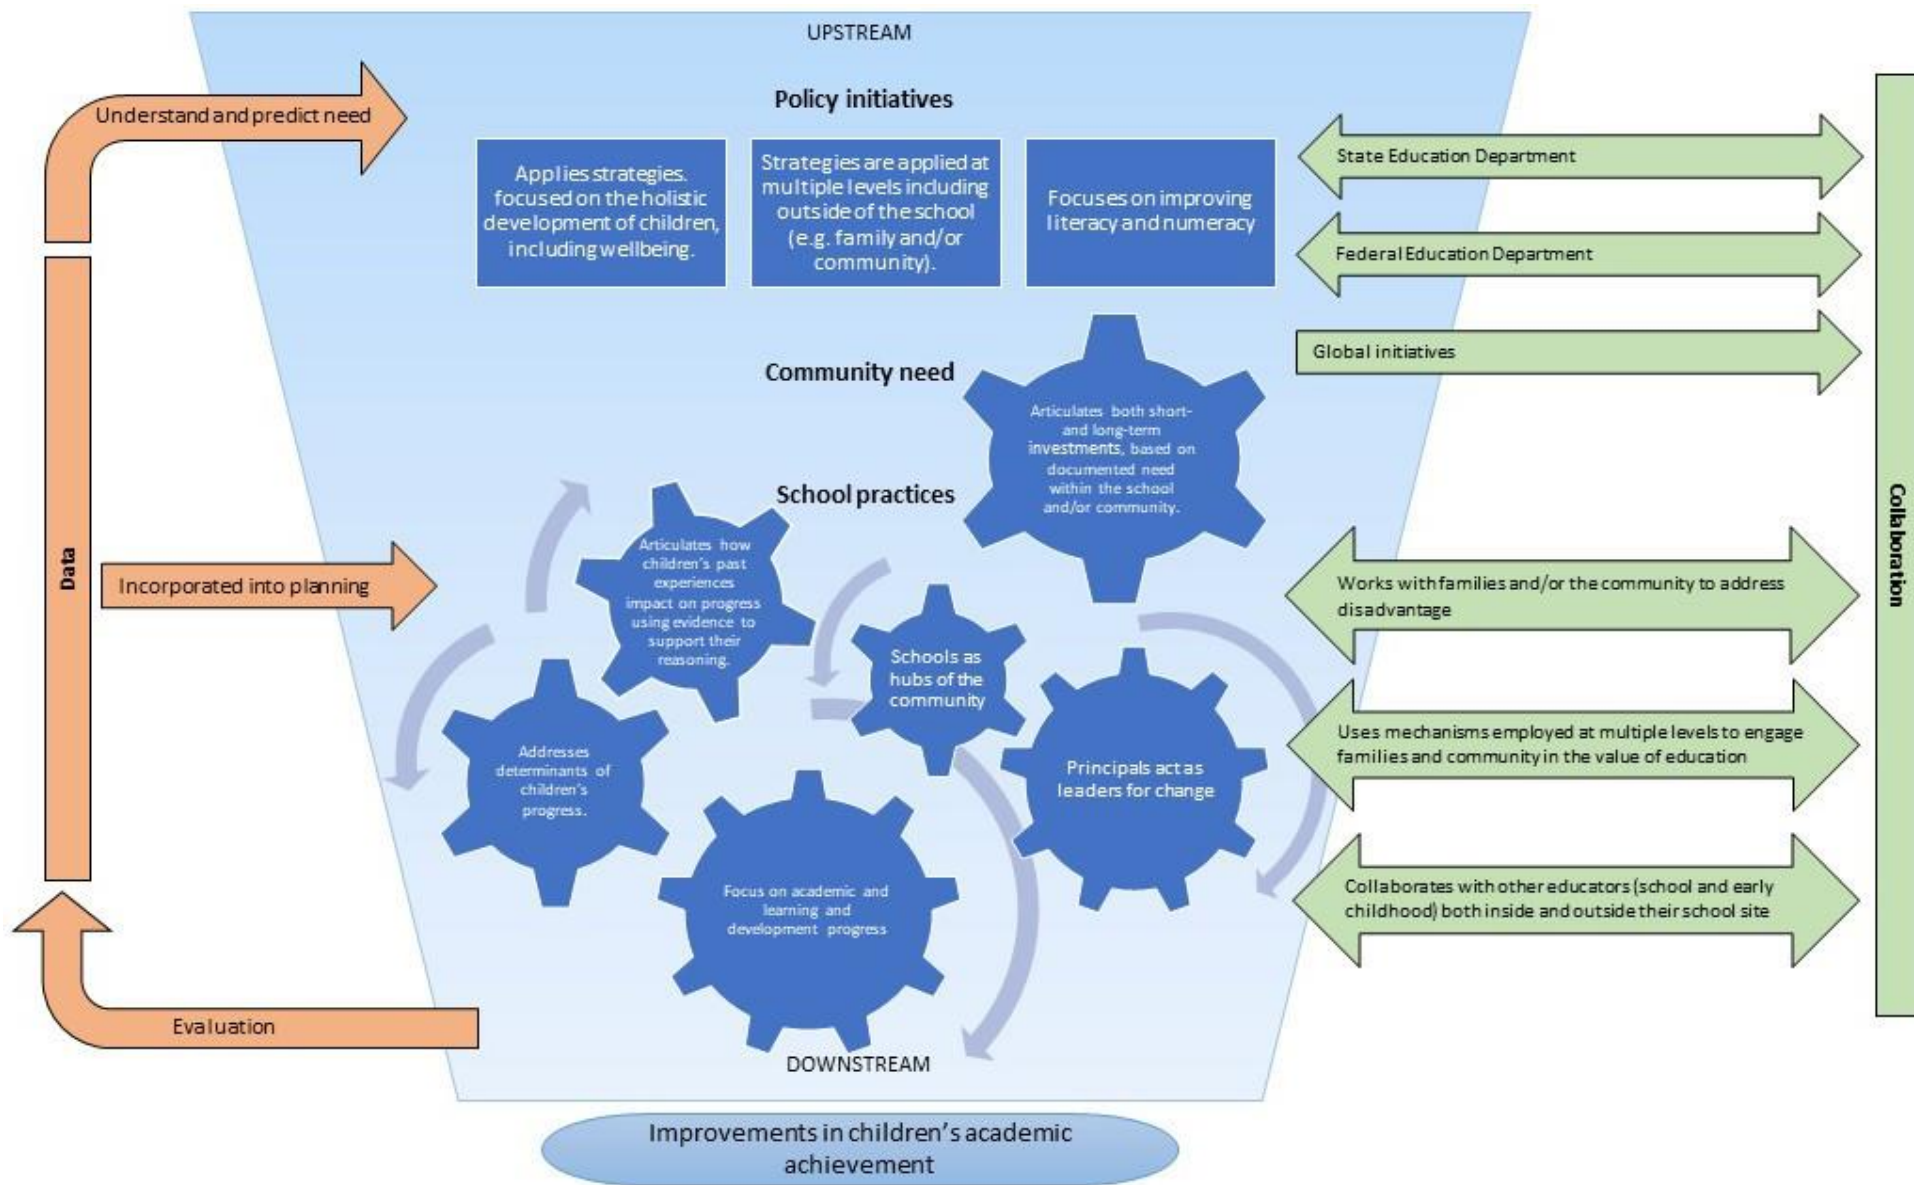 UPSTREAM
Policy initiatives
Understand and predict need
Applies strategies.
focused on the holistic
development of children,
including wellbeing.
Strategies are applied at
multiple levels including
outside of the school
(e.g. family and/or
community).
Focuses on improving
literacy and numeracy
State Education Department
Federal Education Department
Global initiatives
Community need
Articulates both short-
and long-term
investments, based on
documented need
within the school
and/or community.
School practices
Data
Incorporated into planning
Articulates how
children's past
experiences
impact on progress
using evidence to
support their
reasoning.
Schools as
hubs of the
community
Collaboration
Works with families and/or the community to address
disadvantage
Addresses
determinants of
children's
progress.
Principals act as
leaders for change
Uses mechanisms employed at multiple levels to engage
families and community in the value of education
Focus on academic and
learning and
development progress
Collaborates with other educators (school and early
childhood) both inside and outside their school site
Evaluation
DOWNSTREAM
Improvements in children's academic
achievement